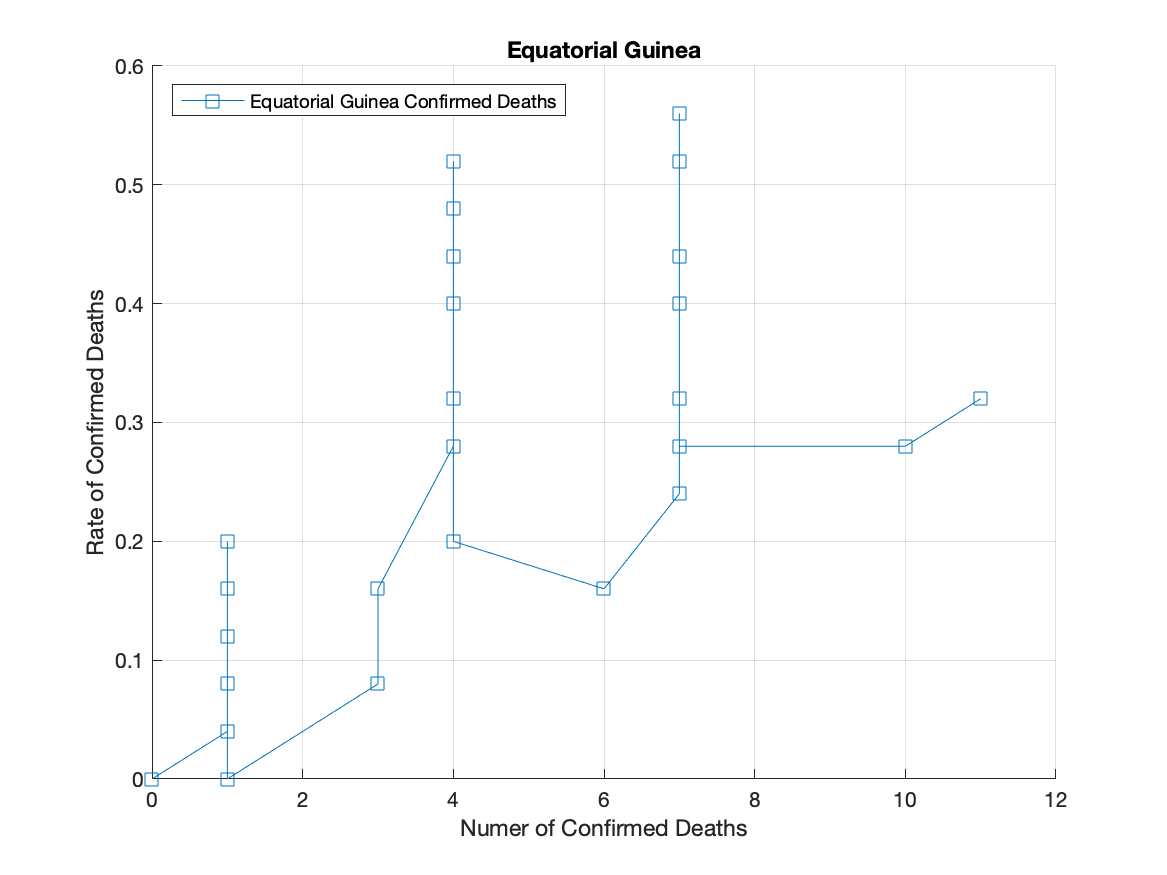 Equatorial Guinea
Equatorial Guinea Confirmed Deaths
Rate of Confirmed Deaths
0.6
0.5
0.4
0.3
0.2
0.1
0
0 2 4 6 8 10 12
Numer of Confirmed Deaths